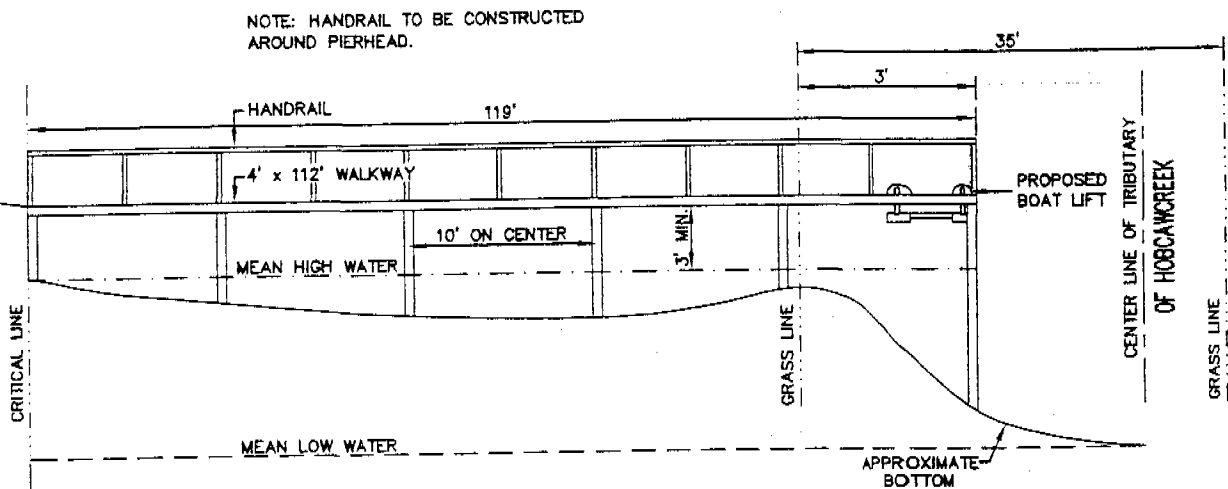 NOTE: HANDRAIL TO BE CONSTRUCTED
AROUND PIERHEAD.
35'
3'
HANDRAIL
119'
4' x 112' WALKWAY
PROPOSED
BOAT LIFT
10' ON CENTER
3' MIN.
MEAN HIGH WATER
CRITICAL LINE
GRASS LINE
CENTER LINE OF TRIBUTARY
OF HOBCAWCREEK
GRASS LINE
MEAN LOW WATER
APPROXIMATE
BOTTOM